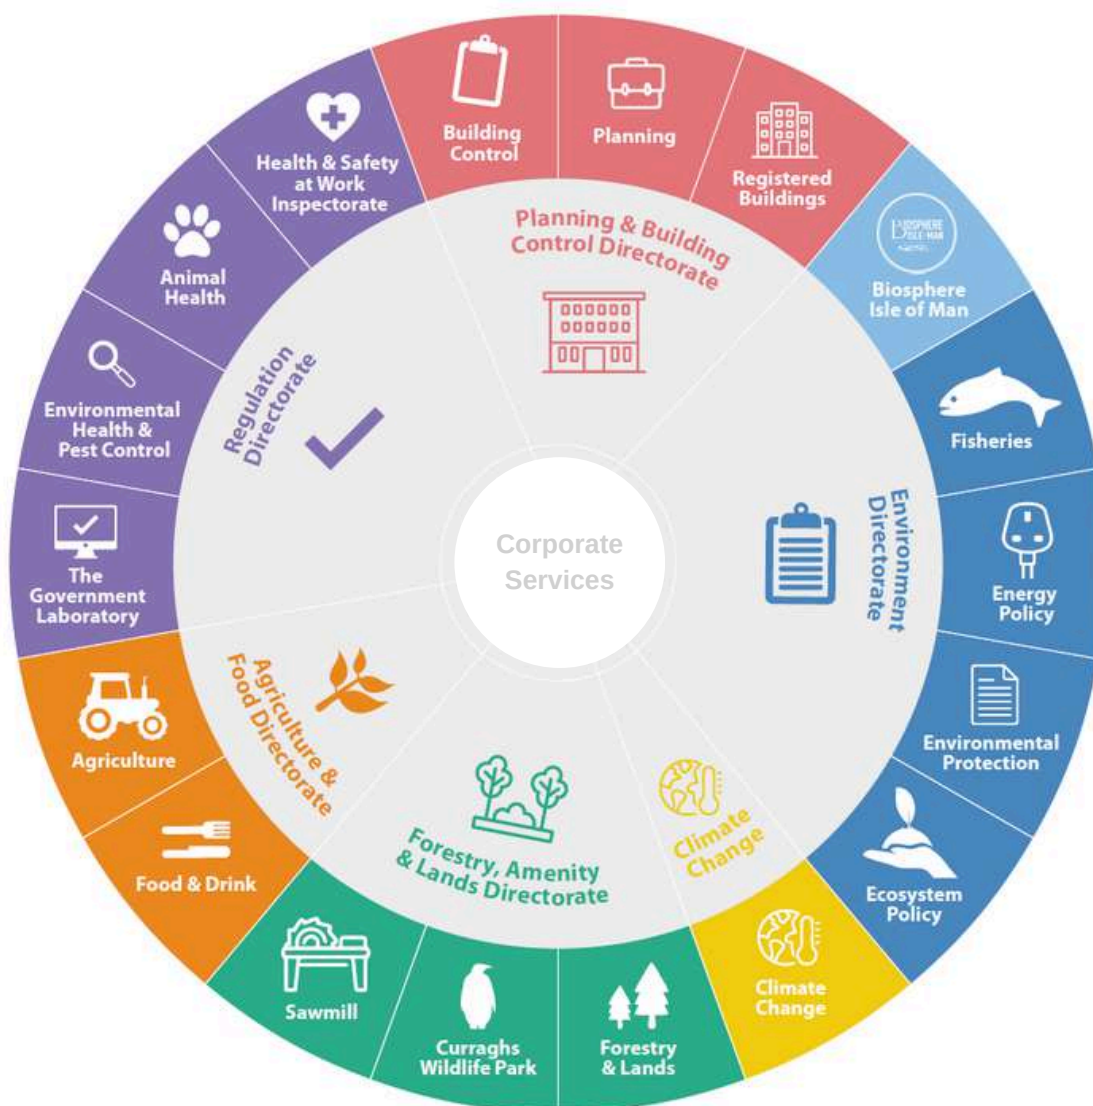 Building
Control
Planning
Registered
Buildings
BIOSPHERE
ISLE·MAN
Biosphere
Isle of Man
Fisheries
Energy
Policy
Environmental
Protection
Ecosystem
Policy
Climate
Change
Forestry
& Lands
Curraghs
Wildlife Park
Sawmill
Food & Drink
Agriculture
The
Government
Laboratory
Environmental
Health &
Pest Control
Animal
Health
Health & Safety
at Work
Inspectorate
Planning & Building
Control Directorate
Environment
Directorate
Climate
Change
Forestry, Amenity
& Lands Directorate
Agriculture &
Food Directorate
Regulation
Directorate
Corporate
Services